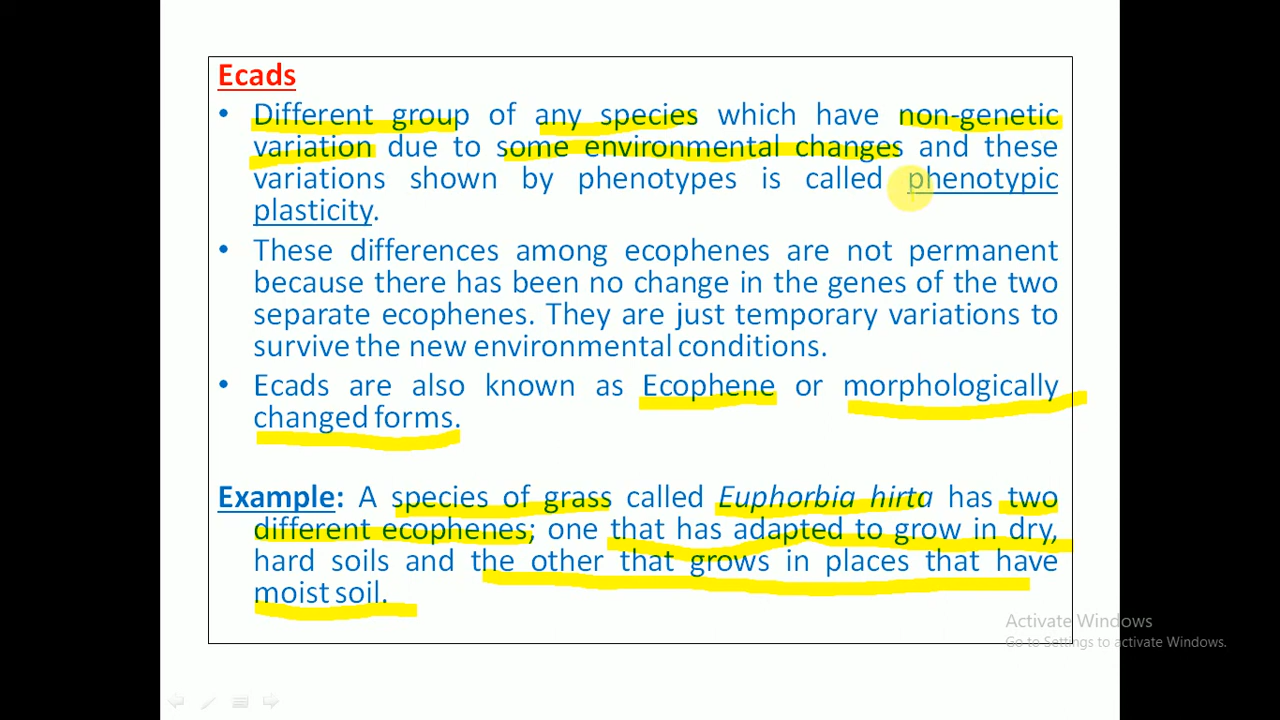 Ecads
• Different group of any species which have non-genetic
variation due to some environmental changes and these
variations shown by phenotypes is called phenotypic
plasticity.
• These differences among ecophenes are not permanent
because there has been no change in the genes of the two
separate ecophenes. They are just temporary variations to
survive the new environmental conditions.
• Ecads are also known as Ecophene or morphologically
changed forms.
Example: A species of grass called Euphorbia hirta has two
different ecophenes; one that has adapted to grow in dry,
hard soils and the other that grows in places that have
moist soil.
Activate Windows
Go to Settings to activate Windows.